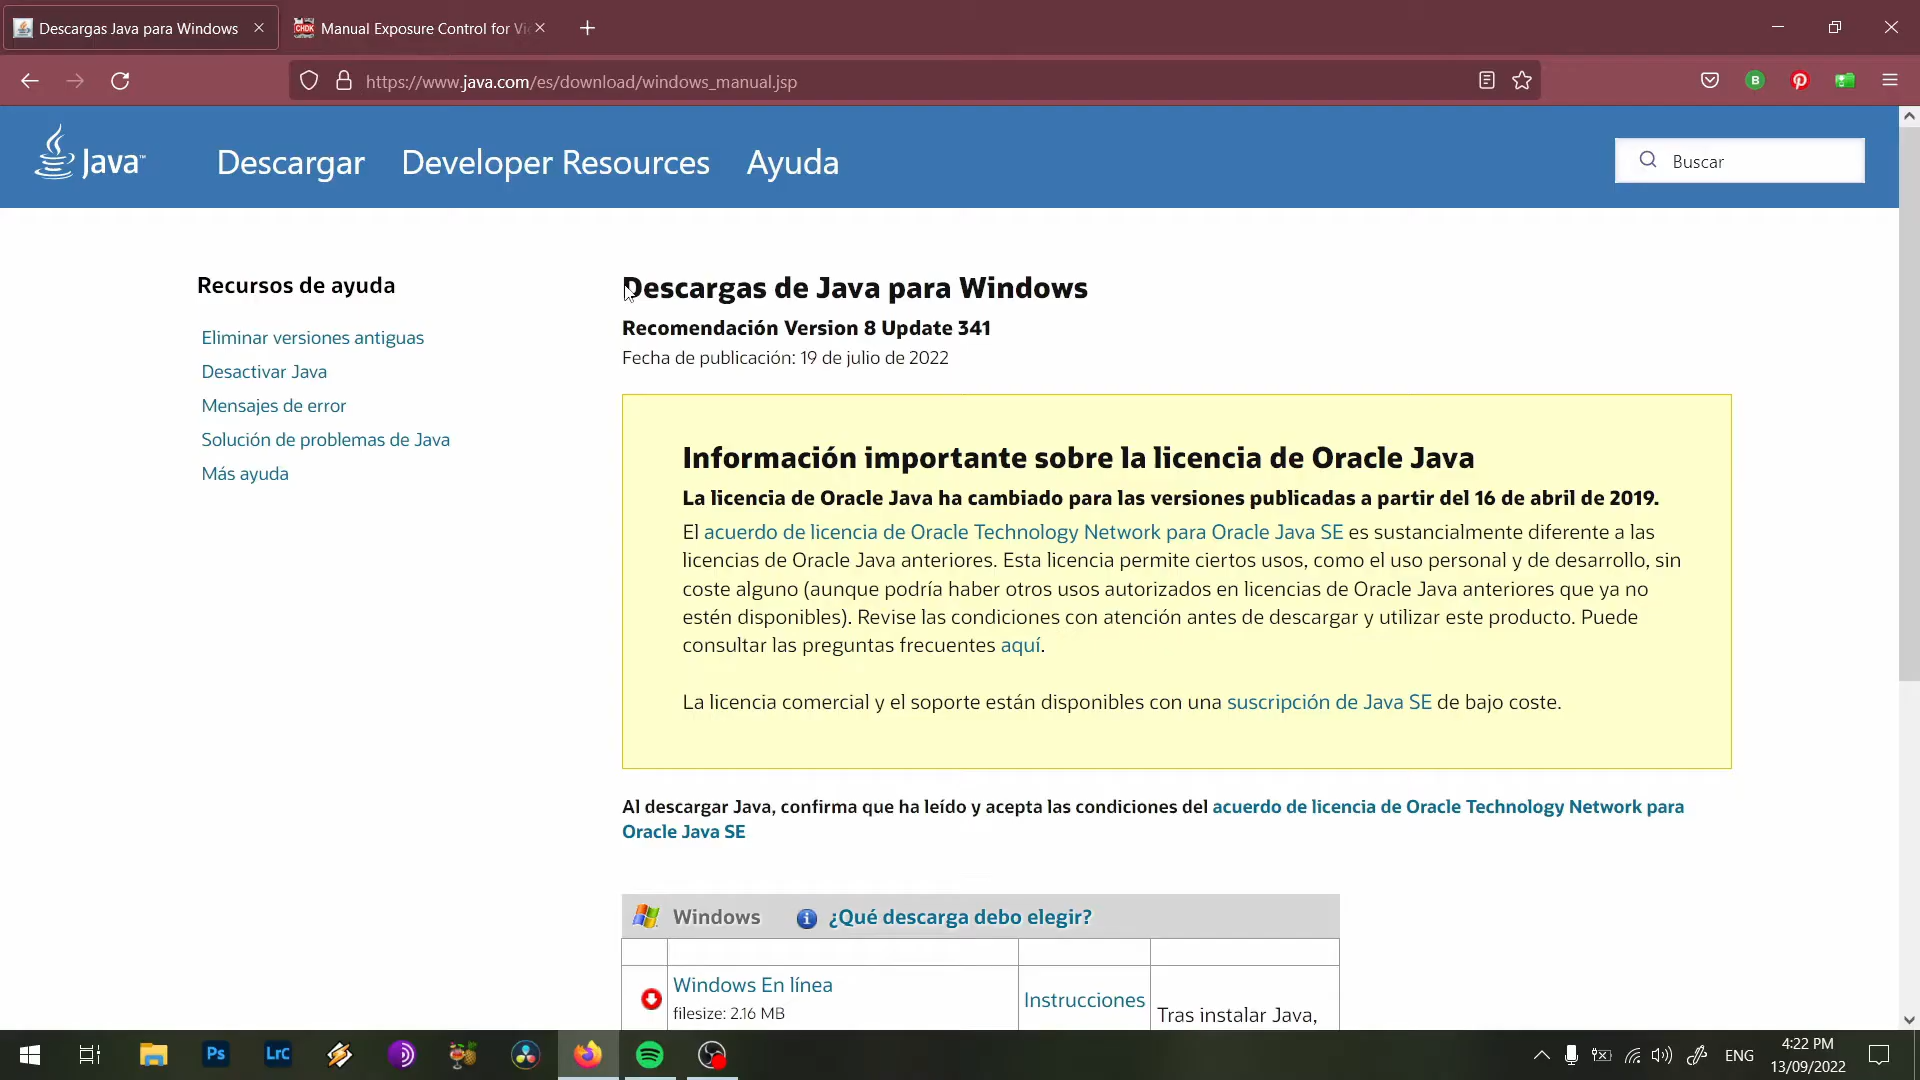 Descargas Java para Windows
Manual Exposure Control for Vi
https://www.java.com/es/download/windows_manual.jsp
Java™
Descargar
Developer Resources
Ayuda
Buscar
Recursos de ayuda
Eliminar versiones antiguas
Desactivar Java
Mensajes de error
Solución de problemas de Java
Más ayuda
Descargas de Java para Windows
Recomendación Version 8 Update 341
Fecha de publicación: 19 de julio de 2022
Información importante sobre la licencia de Oracle Java
La licencia de Oracle Java ha cambiado para las versiones publicadas a partir del 16 de abril de 2019.
El acuerdo de licencia de Oracle Technology Network para Oracle Java SE es sustancialmente diferente a las
licencias de Oracle Java anteriores. Esta licencia permite ciertos usos, como el uso personal y de desarrollo, sin
coste alguno (aunque podría haber otros usos autorizados en licencias de Oracle Java anteriores que ya no
estén disponibles). Revise las condiciones con atención antes de descargar y utilizar este producto. Puede
consultar las preguntas frecuentes aquí.
La licencia comercial y el soporte están disponibles con una suscripción de Java SE de bajo coste.
Al descargar Java, confirma que ha leído y acepta las condiciones del acuerdo de licencia de Oracle Technology Network para
Oracle Java SE
Windows
¿Qué descarga debo elegir?
Windows En línea
filesize: 2.16 MB
Instrucciones
Tras instalar Java,
Ps
LrC
ENG
4:22 PM
13/09/2022